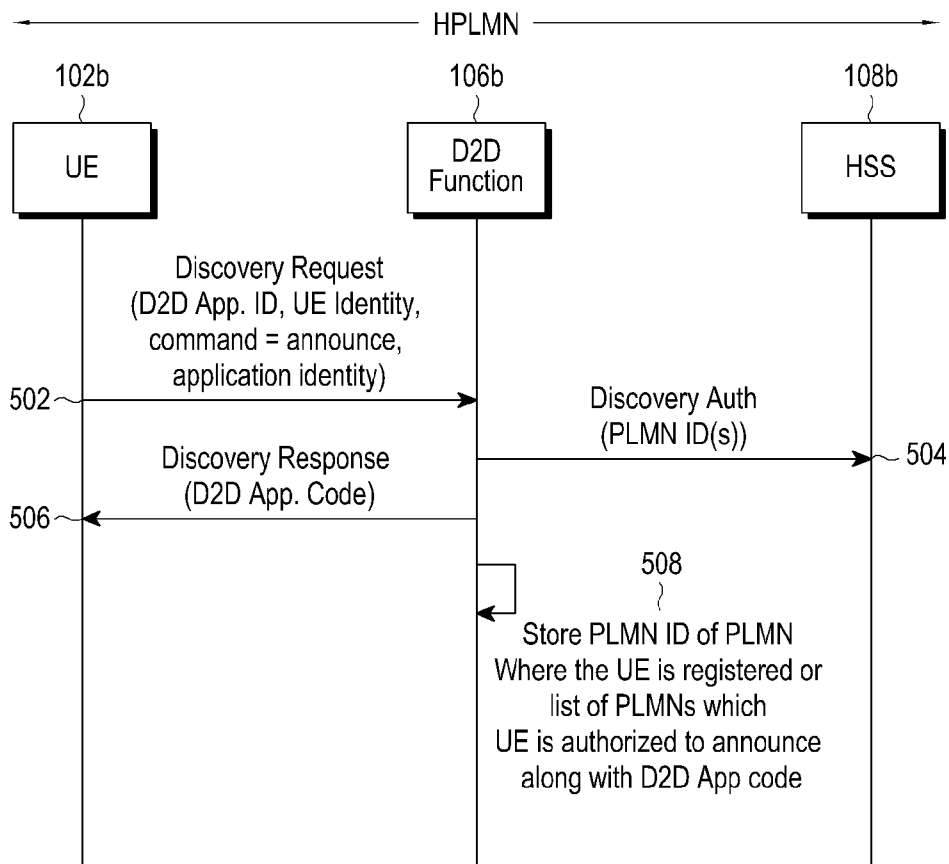 HPLMN
102b
106b
108b
UE
D2D
Function
HSS
Discovery Request
(D2D App. ID, UE Identity,
command = announce,
application identity)
502
Discovery Auth
(PLMN ID(s))
504
Discovery Response
(D2D App. Code)
506
508
Store PLMN ID of PLMN
Where the UE is registered or
list of PLMNs which
UE is authorized to announce
along with D2D App code